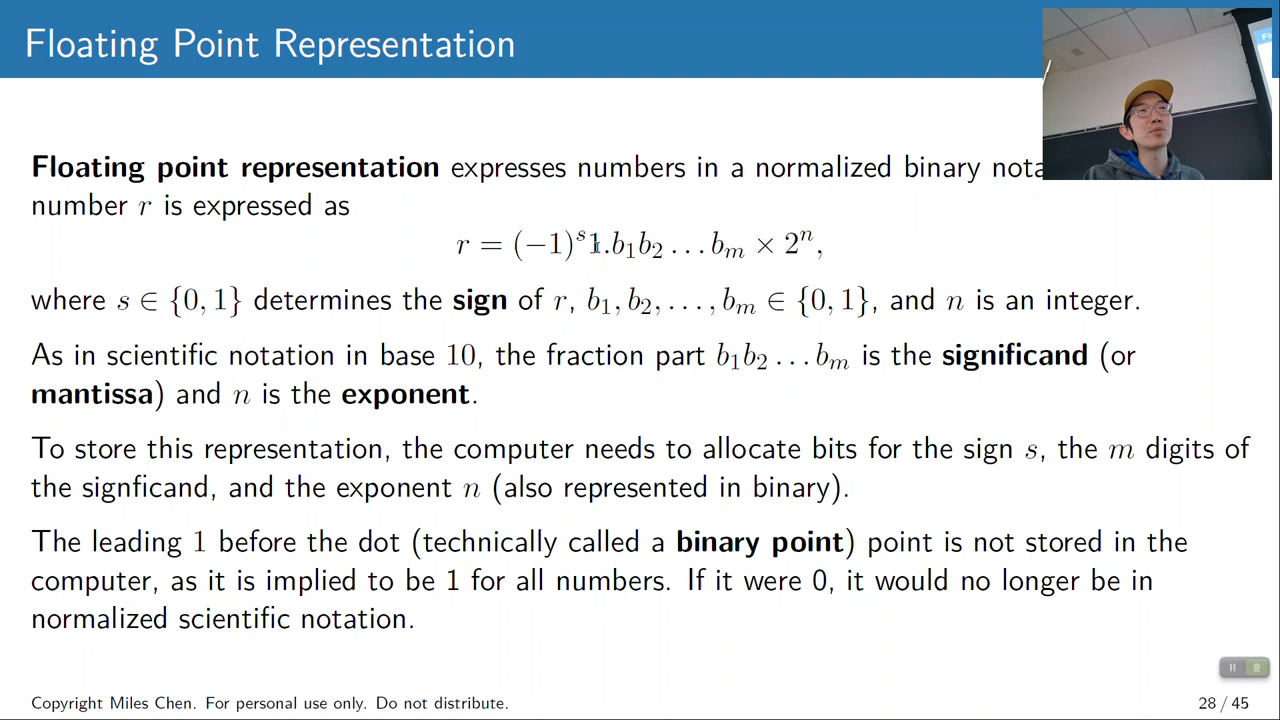 Floating Point Representation
Floating point representation expresses numbers in a normalized binary
number r is expressed as
r = (−1)ˢ1.b₁b₂ . . . bₘ × 2ⁿ,
where s ∈ {0, 1} determines the sign of r, b₁, b₂, . . . , bₘ ∈ {0, 1}, and n is an integer.
As in scientific notation in base 10, the fraction part b₁b₂ . . . bₘ is the significand (or
mantissa) and n is the exponent.
To store this representation, the computer needs to allocate bits for the sign s, the m digits of
the signficand, and the exponent n (also represented in binary).
The leading 1 before the dot (technically called a binary point) point is not stored in the
computer, as it is implied to be 1 for all numbers. If it were 0, it would no longer be in
normalized scientific notation.
Copyright Miles Chen. For personal use only. Do not distribute.
28 / 45